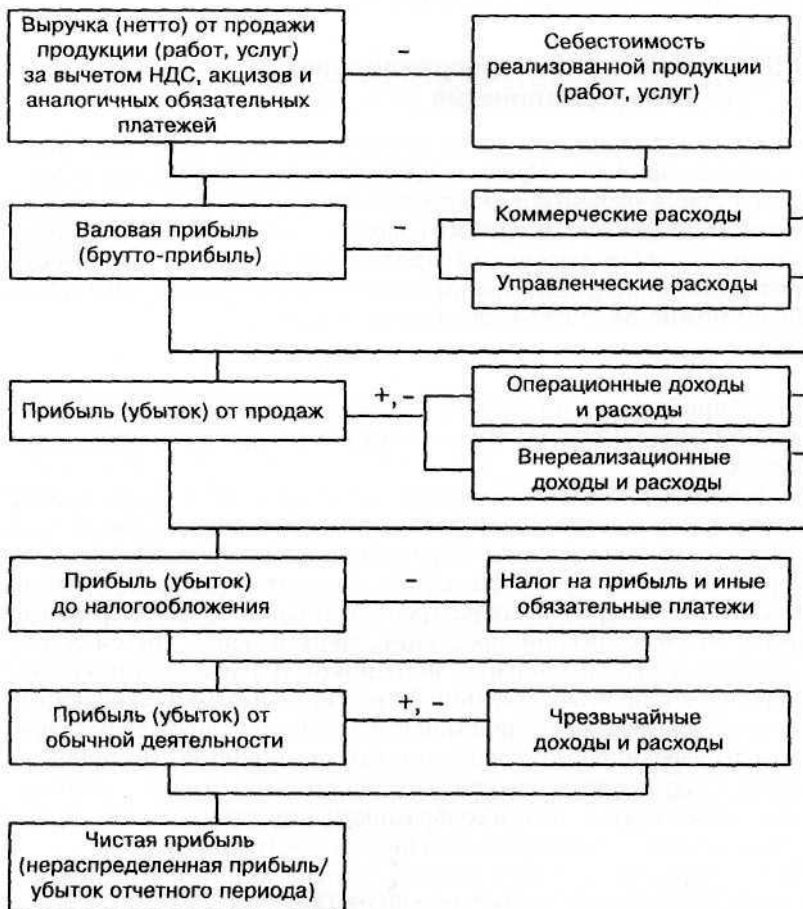 Выручка (нетто) от продажи
продукции (работ, услуг)
за вычетом НДС, акцизов и
аналогичных обязательных
платежей
–
Себестоимость
реализованной продукции
(работ, услуг)
Валовая прибыль
(брутто-прибыль)
–
Коммерческие расходы
Управленческие расходы
Прибыль (убыток) от продаж
+, -
Операционные доходы
и расходы
Внереализационные
доходы и расходы
Прибыль (убыток)
до налогообложения
–
Налог на прибыль и иные
обязательные платежи
Прибыль (убыток) от
обычной деятельности
+, -
Чрезвычайные
доходы и расходы
Чистая прибыль
(нераспределенная прибыль/
убыток отчетного периода)